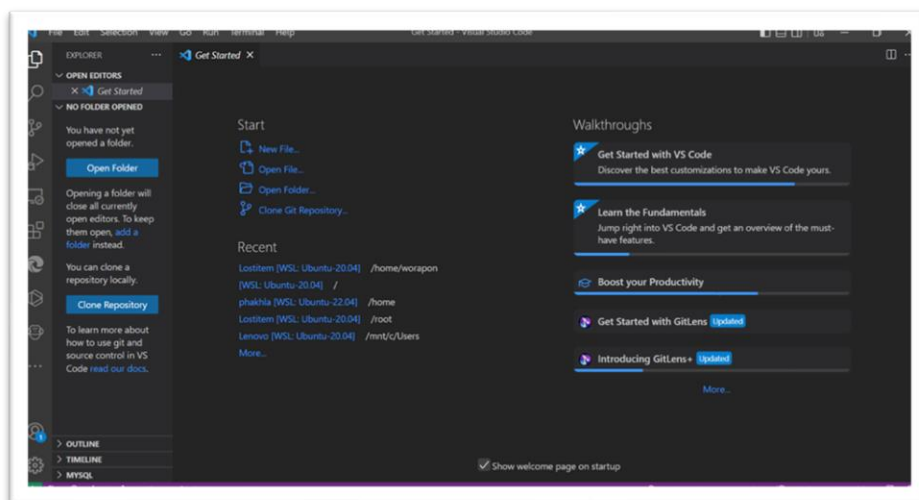 File Edit Selection View Go Run Terminal Help
Get Started - Visual Studio Code
EXPLORER
Get Started
OPEN EDITORS
Get Started
NO FOLDER OPENED
You have not yet
opened a folder.
Open Folder
Opening a folder will
close all currently
open editors. To keep
them open, add a
folder instead.
You can clone a
repository locally.
Clone Repository
To learn more about
how to use git and
source control in VS
Code read our docs.
OUTLINE
TIMELINE
MYSQL
Start
New File...
Open File...
Open Folder...
Clone Git Repository...
Recent
Lostitem [WSL: Ubuntu-20.04] /home/worapon
[WSL: Ubuntu-20.04] /
phakhla [WSL: Ubuntu-22.04] /home
Lostitem [WSL: Ubuntu-20.04] /root
Lenovo [WSL: Ubuntu-20.04] /mnt/c/Users
More...
Walkthroughs
Get Started with VS Code
Discover the best customizations to make VS Code yours.
Learn the Fundamentals
Jump right into VS Code and get an overview of the must-
have features.
Boost your Productivity
Get Started with GitLens Updated
Introducing GitLens+ Updated
More...
Show welcome page on startup
1